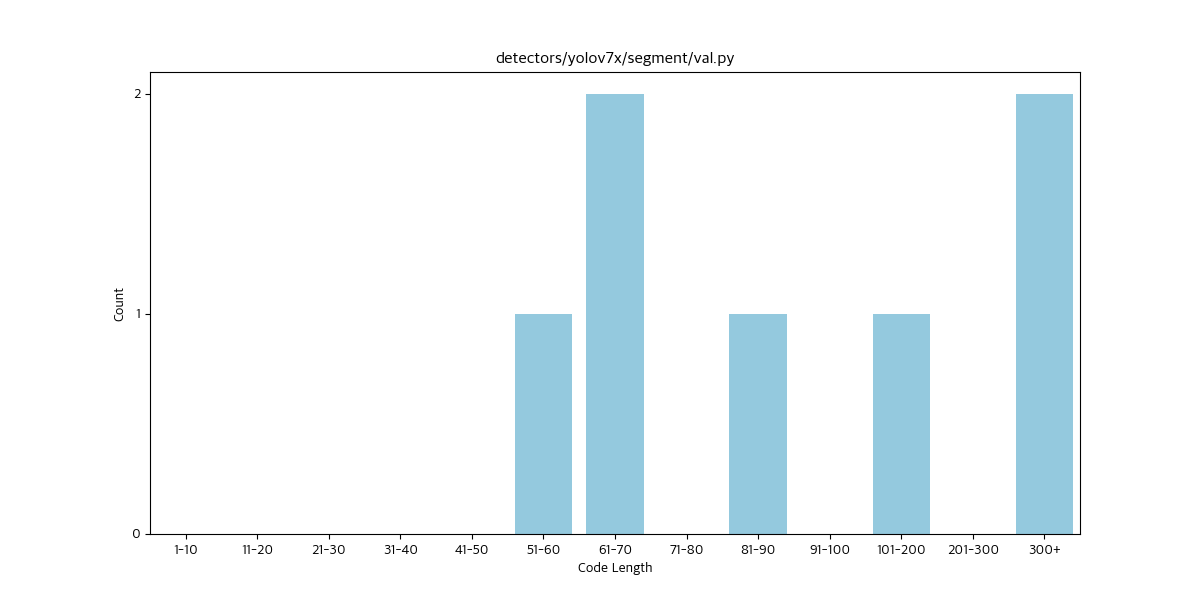 detectors/yolov7x/segment/val.py
Count
2
1
0
1-10 11-20 21-30 31-40 41-50 51-60 61-70 71-80 81-90 91-100 101-200 201-300 300+
Code Length